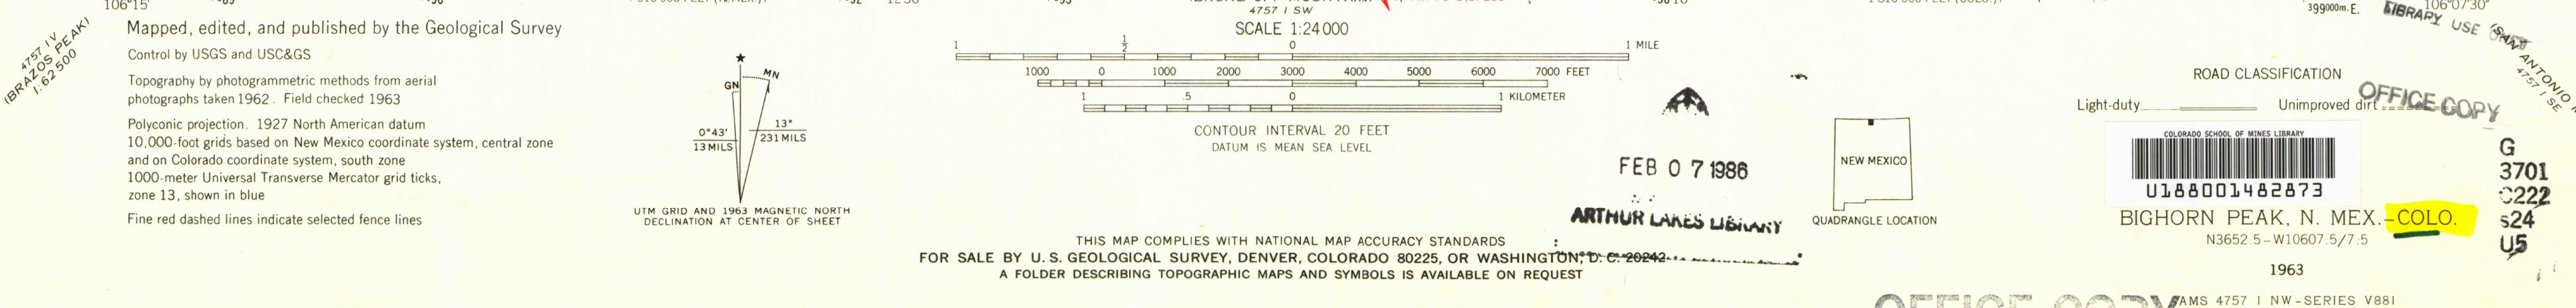 106°15'
4757 I SW
399000m.E.
106°07'30"
4757 IV
(BRAZOS PEAK)
1:62500
Mapped, edited, and published by the Geological Survey
Control by USGS and USC&GS
Topography by photogrammetric methods from aerial
photographs taken 1962. Field checked 1963
Polyconic projection. 1927 North American datum
10,000-foot grids based on New Mexico coordinate system, central zone
and on Colorado coordinate system, south zone
1000-meter Universal Transverse Mercator grid ticks,
zone 13, shown in blue
Fine red dashed lines indicate selected fence lines
★
MN
GN
0°43'
13 MILS
13°
231 MILS
UTM GRID AND 1963 MAGNETIC NORTH
DECLINATION AT CENTER OF SHEET
SCALE 1:24000
1 ½ 0 1 MILE
1000 0 1000 2000 3000 4000 5000 6000 7000 FEET
1 .5 0 1 KILOMETER
CONTOUR INTERVAL 20 FEET
DATUM IS MEAN SEA LEVEL
THIS MAP COMPLIES WITH NATIONAL MAP ACCURACY STANDARDS
FOR SALE BY U. S. GEOLOGICAL SURVEY, DENVER, COLORADO 80225, OR WASHINGTON, D. C. 20242
A FOLDER DESCRIBING TOPOGRAPHIC MAPS AND SYMBOLS IS AVAILABLE ON REQUEST
FEB 07 1986
ARTHUR LAKES LIBRARY
NEW MEXICO
QUADRANGLE LOCATION
LIBRARY USE
(SAN ANTONIO
4757 I SE
ROAD CLASSIFICATION
Light-duty Unimproved dirt
OFFICE COPY
COLORADO SCHOOL OF MINES LIBRARY
U188001482873
G
3701
C222
s24
U5
BIGHORN PEAK, N. MEX.-COLO.
N3652.5-W10607.5/7.5
1963
AMS 4757 I NW-SERIES V881
OFFICE COPY